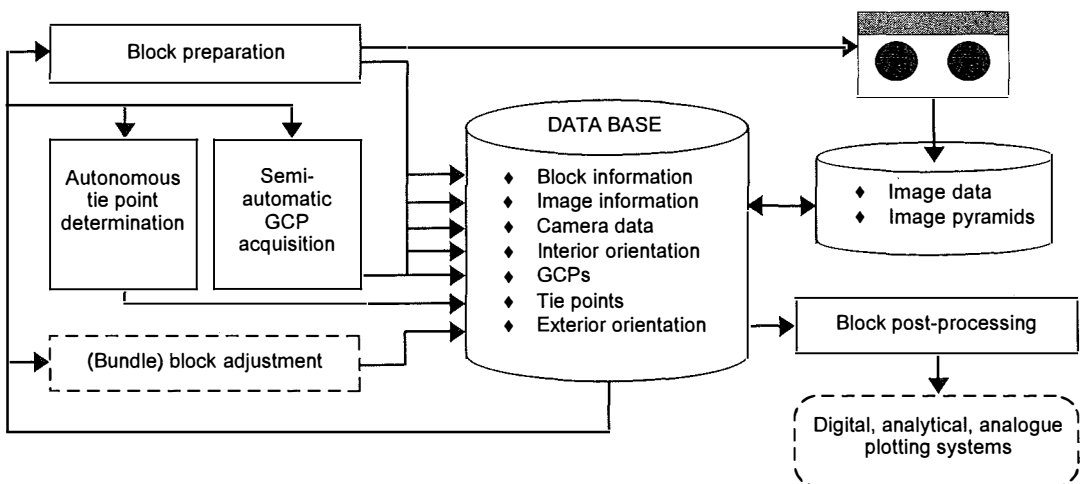 Block preparation
Autonomous
tie point
determination
Semi-
automatic
GCP
acquisition
(Bundle) block adjustment
DATA BASE
♦ Block information
♦ Image information
♦ Camera data
♦ Interior orientation
♦ GCPs
♦ Tie points
♦ Exterior orientation
♦ Image data
♦ Image pyramids
Block post-processing
Digital, analytical, analogue
plotting systems